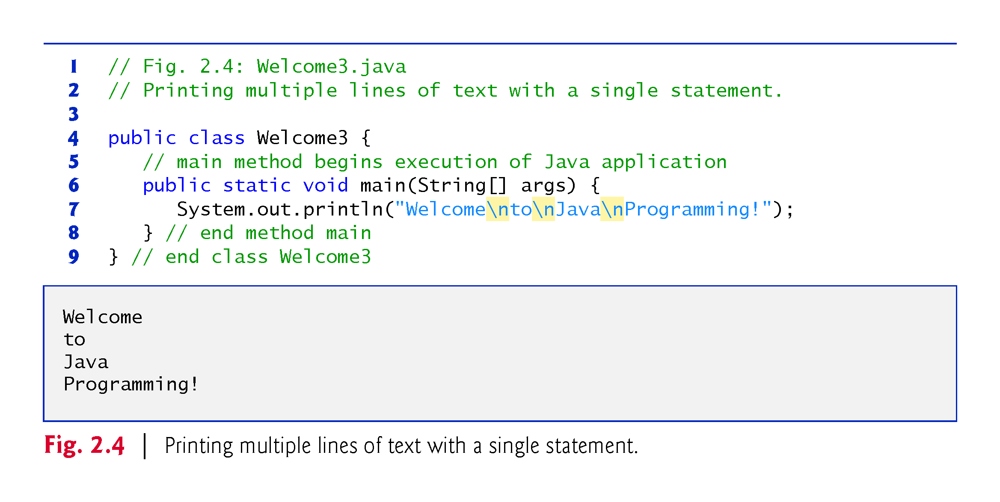 1 // Fig. 2.4: Welcome3.java
2 // Printing multiple lines of text with a single statement.
3
4 public class Welcome3 {
5    // main method begins execution of Java application
6    public static void main(String[] args) {
7       System.out.println("Welcome\nto\nJava\nProgramming!");
8    } // end method main
9 } // end class Welcome3
Welcome
to
Java
Programming!
Fig. 2.4 | Printing multiple lines of text with a single statement.